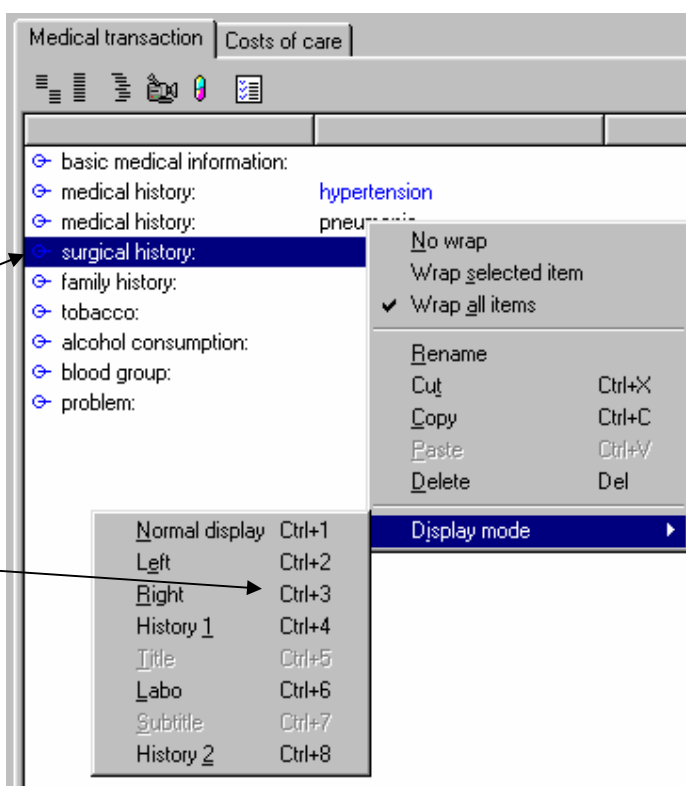 Medical transaction Costs of care
basic medical information:
medical history: hypertension
medical history:
surgical history:
family history:
tobacco:
alcohol consumption:
blood group:
problem:
No wrap
Wrap selected item
Wrap all items
Rename
Cut Ctrl+X
Copy Ctrl+C
Paste Ctrl+V
Delete Del
Display mode
Normal display Ctrl+1
Left Ctrl+2
Right Ctrl+3
History 1 Ctrl+4
Title Ctrl+5
Labo Ctrl+6
Subtitle Ctrl+7
History 2 Ctrl+8